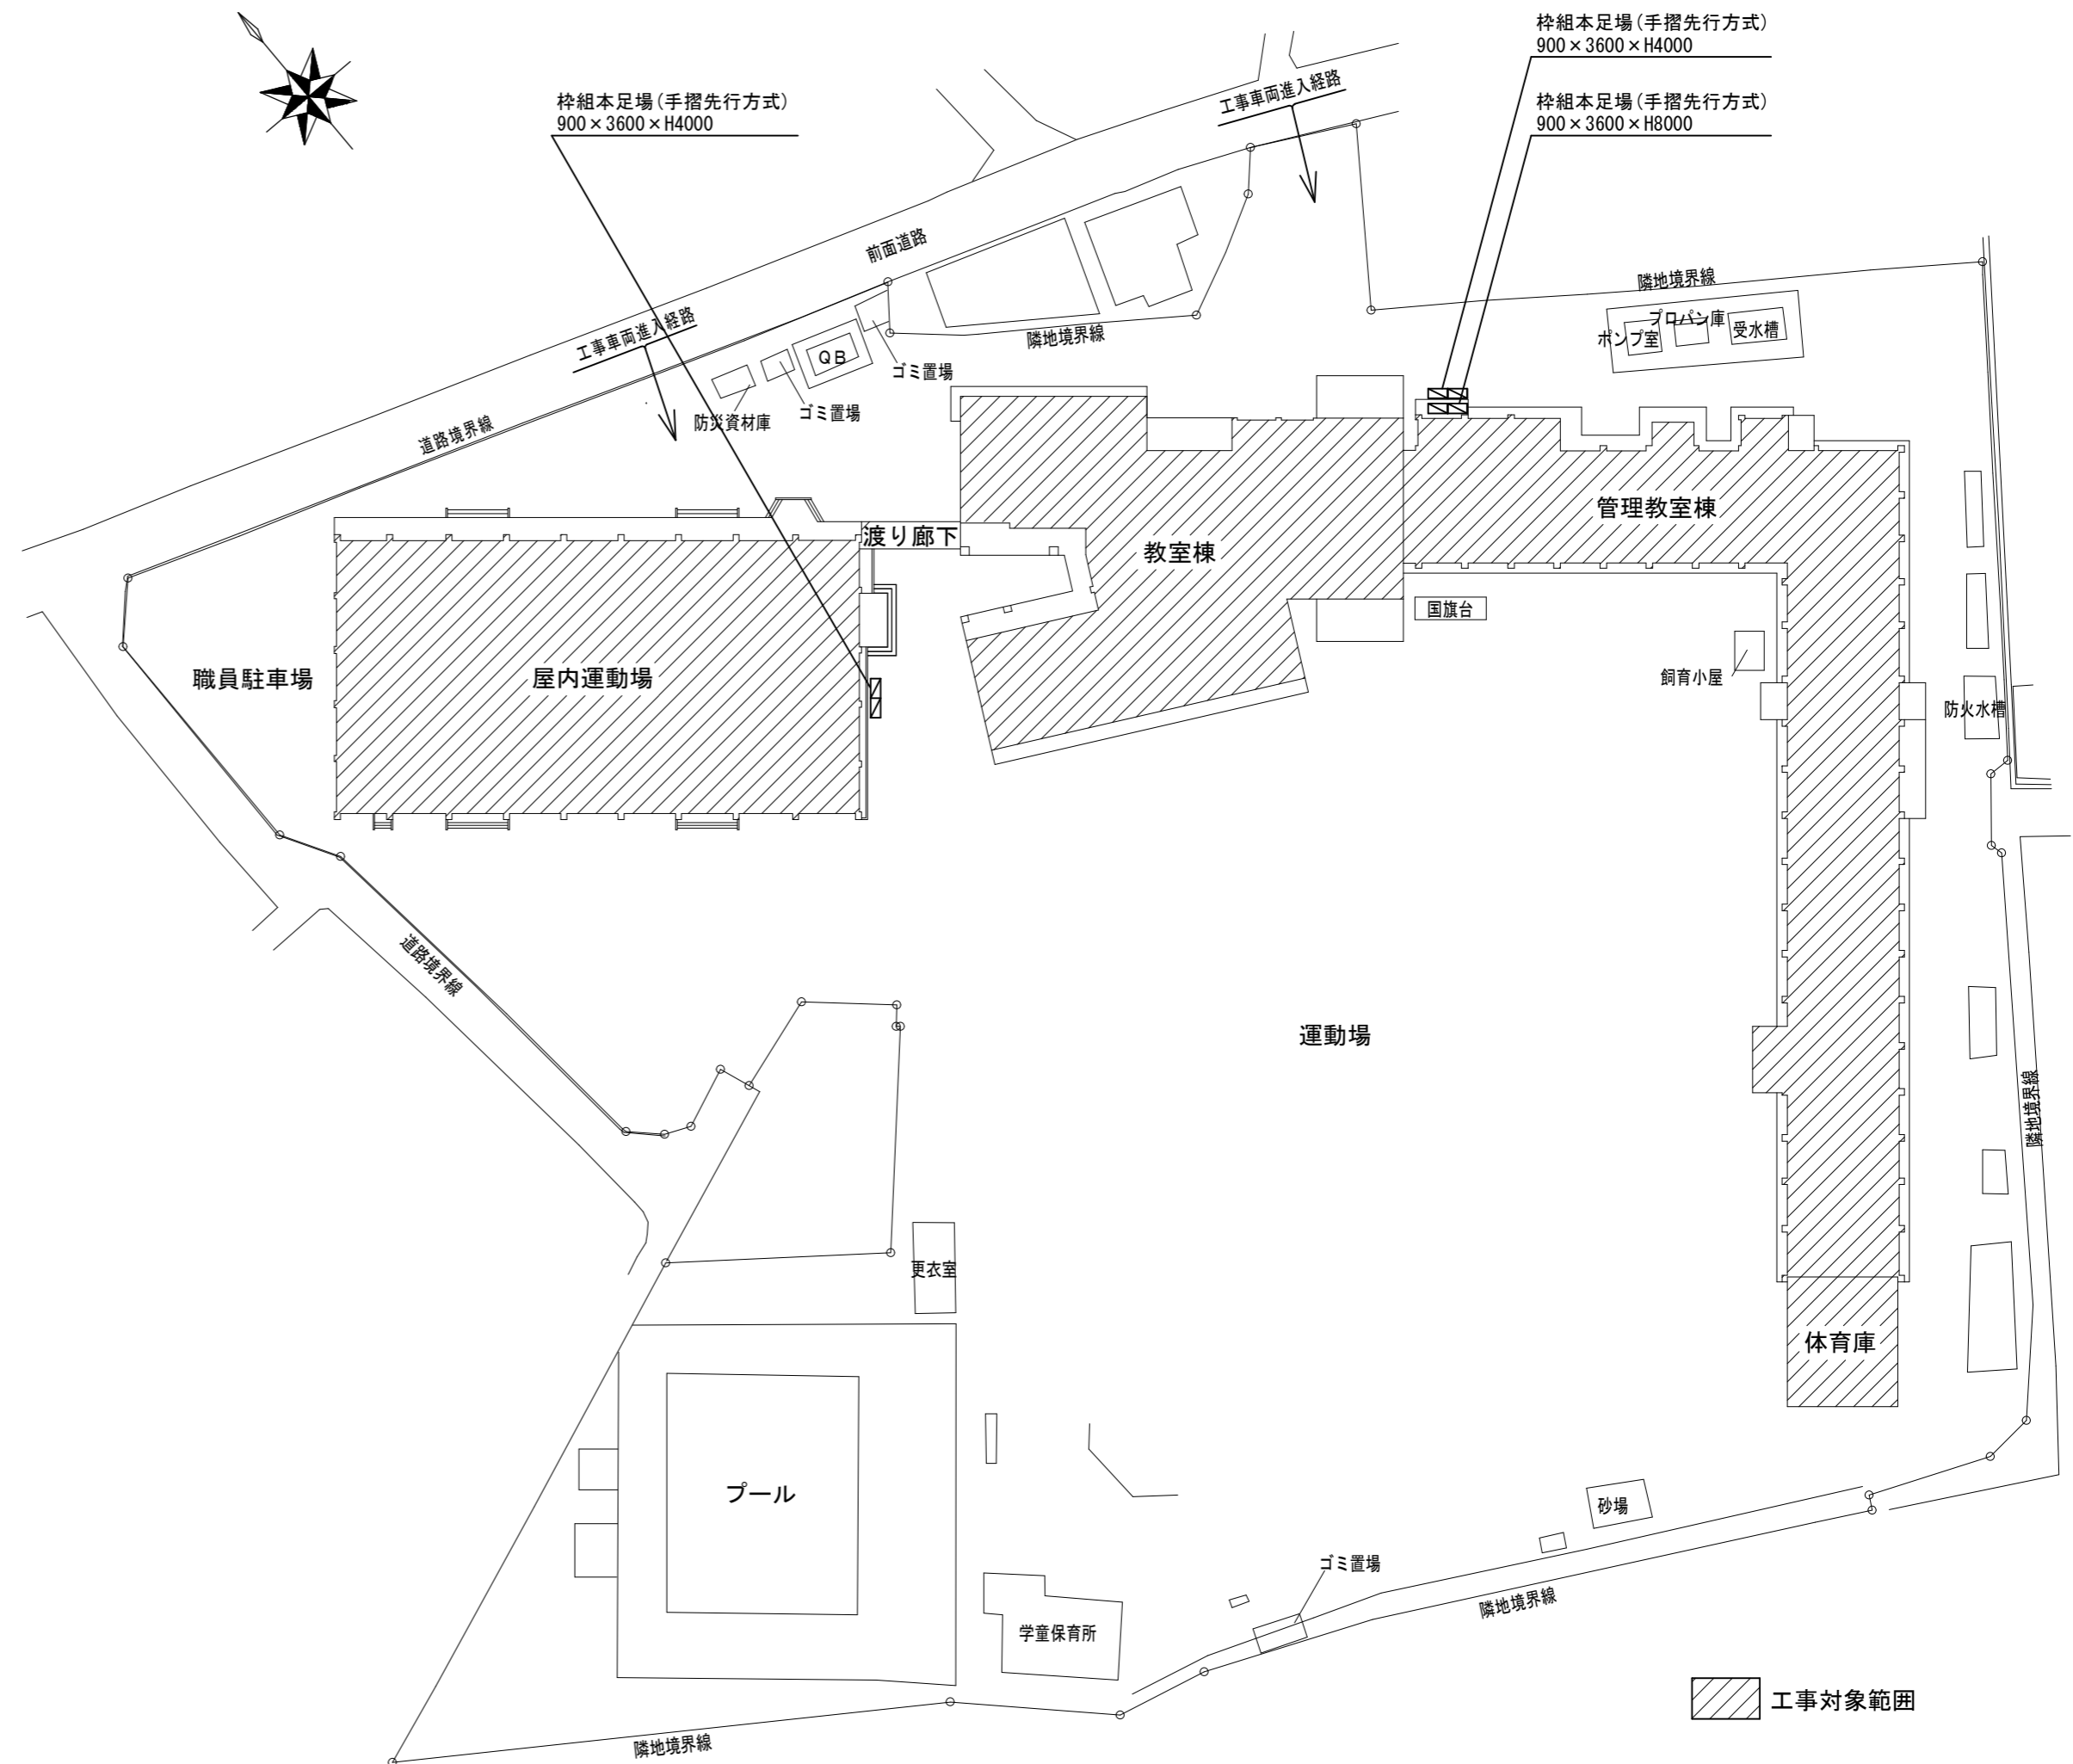 枠組本足場(手摺先行方式)
900×3600×H4000
枠組本足場(手摺先行方式)
900×3600×H8000
枠組本足場(手摺先行方式)
900×3600×H4000
工事車両進入経路
前面道路
隣地境界線
隣地境界線
プロパン庫
ポンプ室
受水槽
工事車両進入経路
QB
ゴミ置場
ゴミ置場
防災資材庫
道路境界線
渡り廊下
教室棟
管理教室棟
国旗台
職員駐車場
屋内運動場
飼育小屋
防火水槽
道路境界線
運動場
隣地境界線
更衣室
体育庫
プール
砂場
ゴミ置場
隣地境界線
学童保育所
隣地境界線
工事対象範囲